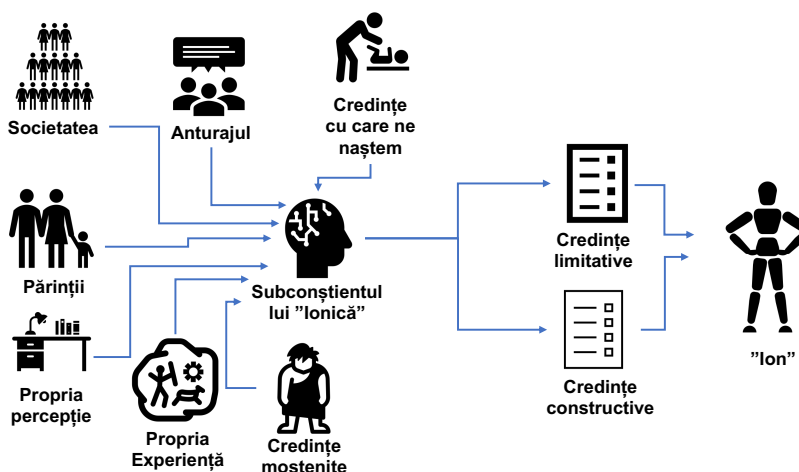 Societatea
Anturajul
Credințe
cu care ne
naștem
Părinții
Subconștientul
lui ”Ionică”
Credințe
limitative
Propria
percepție
Propria
Experiență
Credințe
moștenite
Credințe
constructive
”Ion”